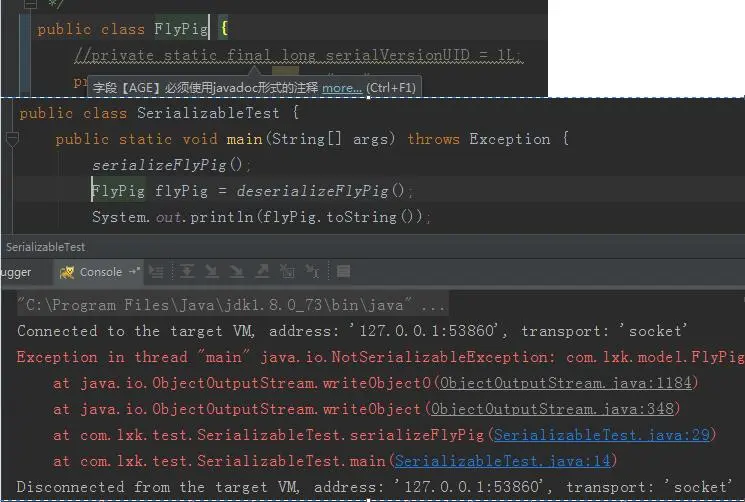 */
public class FlyPig {
//private static final long serialVersionUID = 1L;
pr
字段【AGE】必须使用javadoc形式的注释 more... (Ctrl+F1)
public class SerializableTest {
public static void main(String[] args) throws Exception {
serializeFlyPig();
FlyPig flyPig = deserializeFlyPig();
System.out.println(flyPig.toString());
SerializableTest
ugger Console
"C:\Program Files\Java\jdk1.8.0_73\bin\java" ...
Connected to the target VM, address: '127.0.0.1:53860', transport: 'socket'
Exception in thread "main" java.io.NotSerializableException: com.lxk.model.FlyPig
at java.io.ObjectOutputStream.writeObject0(ObjectOutputStream.java:1184)
at java.io.ObjectOutputStream.writeObject(ObjectOutputStream.java:348)
at com.lxk.test.SerializableTest.serializeFlyPig(SerializableTest.java:29)
at com.lxk.test.SerializableTest.main(SerializableTest.java:14)
Disconnected from the target VM, address: '127.0.0.1:53860', transport: 'socket'